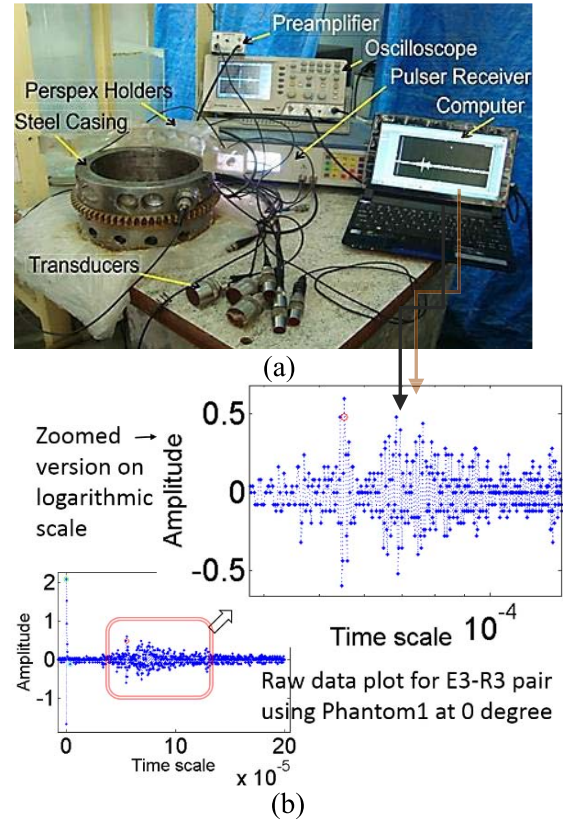 Preamplifier
Oscilloscope
Pulser Receiver
Computer
Perspex Holders
Steel Casing
Transducers
(a)
Zoomed
version on
logarithmic
scale
Amplitude
0.5
0
-0.5
Time scale
10-4
Amplitude
2
1
0
-1
0 5 10 15 20
Time scale
x 10-5
Raw data plot for E3-R3 pair
using Phantom1 at 0 degree
(b)